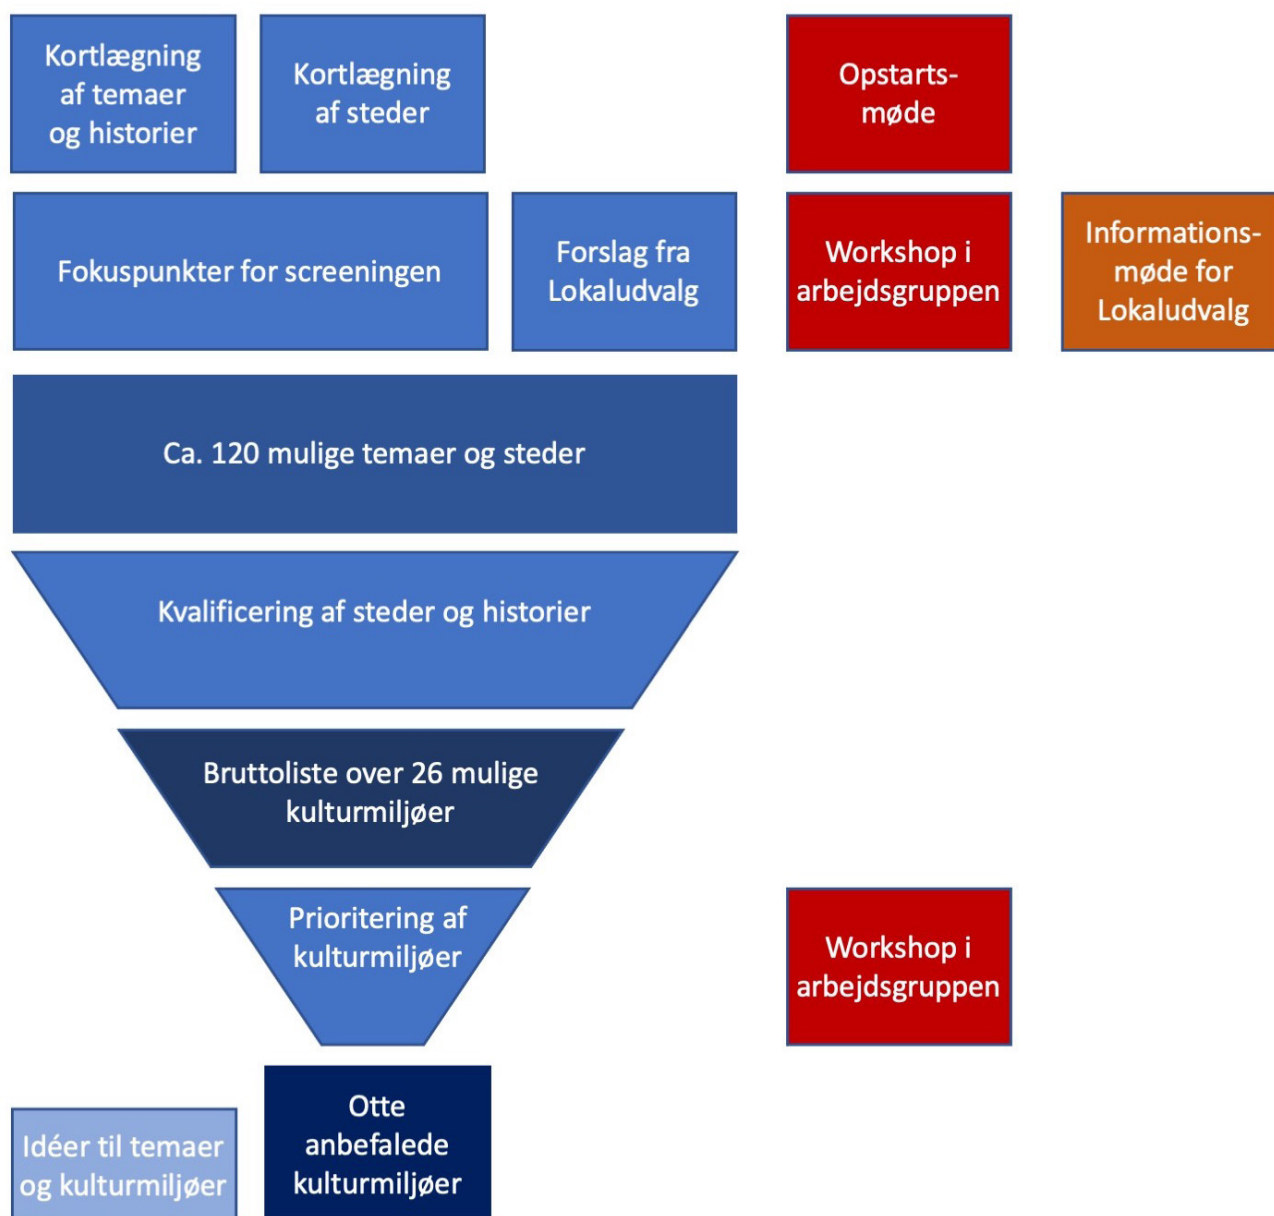 Kortlægning
af temaer
og historier
Kortlægning
af steder
Opstarts-
møde
Fokuspunkter for screeningen
Forslag fra
Lokaludvalg
Workshop i
arbejdsgruppen
Informations-
møde for
Lokaludvalg
Ca. 120 mulige temaer og steder
Kvalificering af steder og historier
Bruttoliste over 26 mulige
kulturmiljøer
Prioritering af
kulturmiljøer
Workshop i
arbejdsgruppen
Idéer til temaer
og kulturmiljøer
Otte
anbefalede
kulturmiljøer